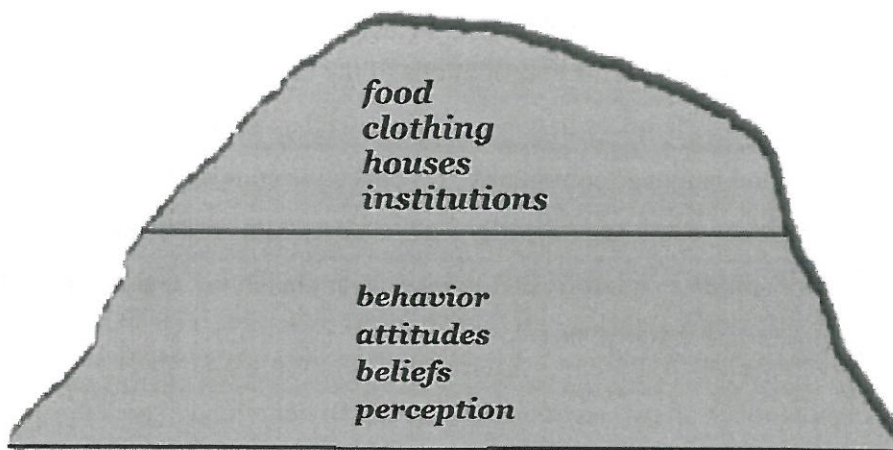 food
clothing
houses
institutions
behavior
attitudes
beliefs
perception